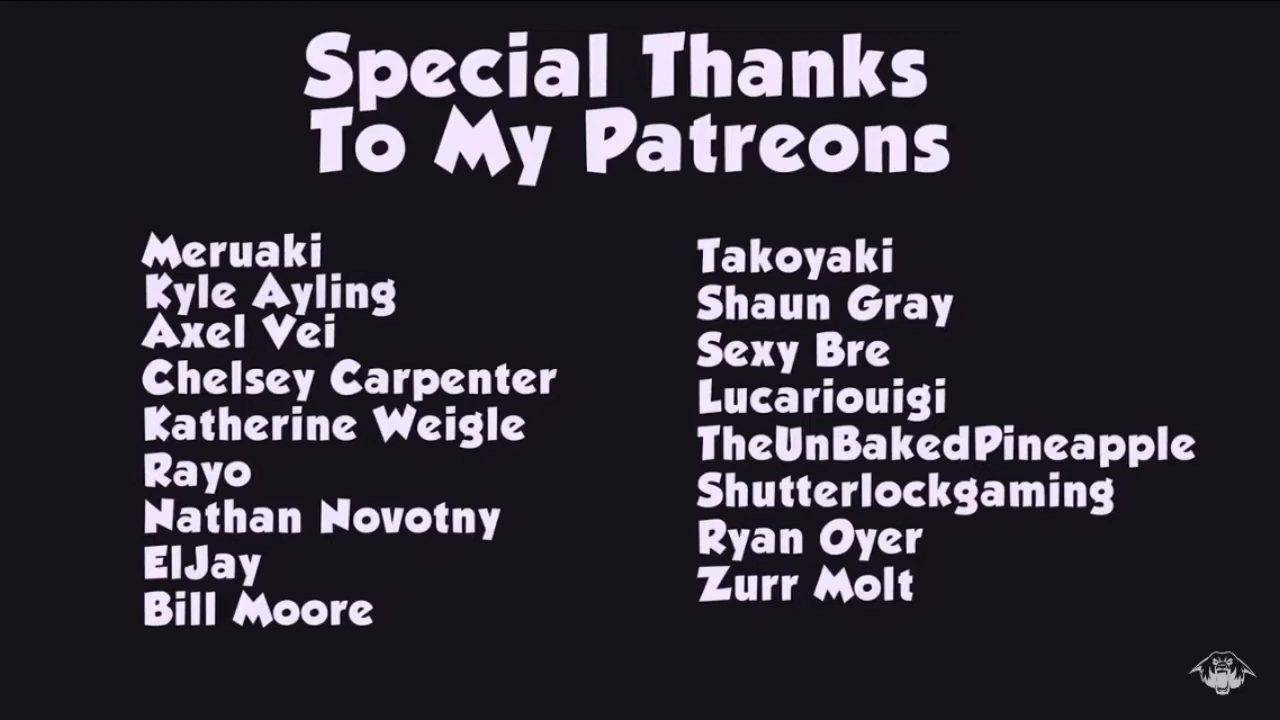 Special Thanks
To My Patreons
Meruaki
Kyle Ayling
Axel Vei
Chelsey Carpenter
Katherine Weigle
Rayo
Nathan Novotny
ElJay
Bill Moore
Takoyaki
Shaun Gray
Sexy Bre
Lucariouigi
TheUnBakedPineapple
Shutterlockgaming
Ryan Oyer
Zurr Molt